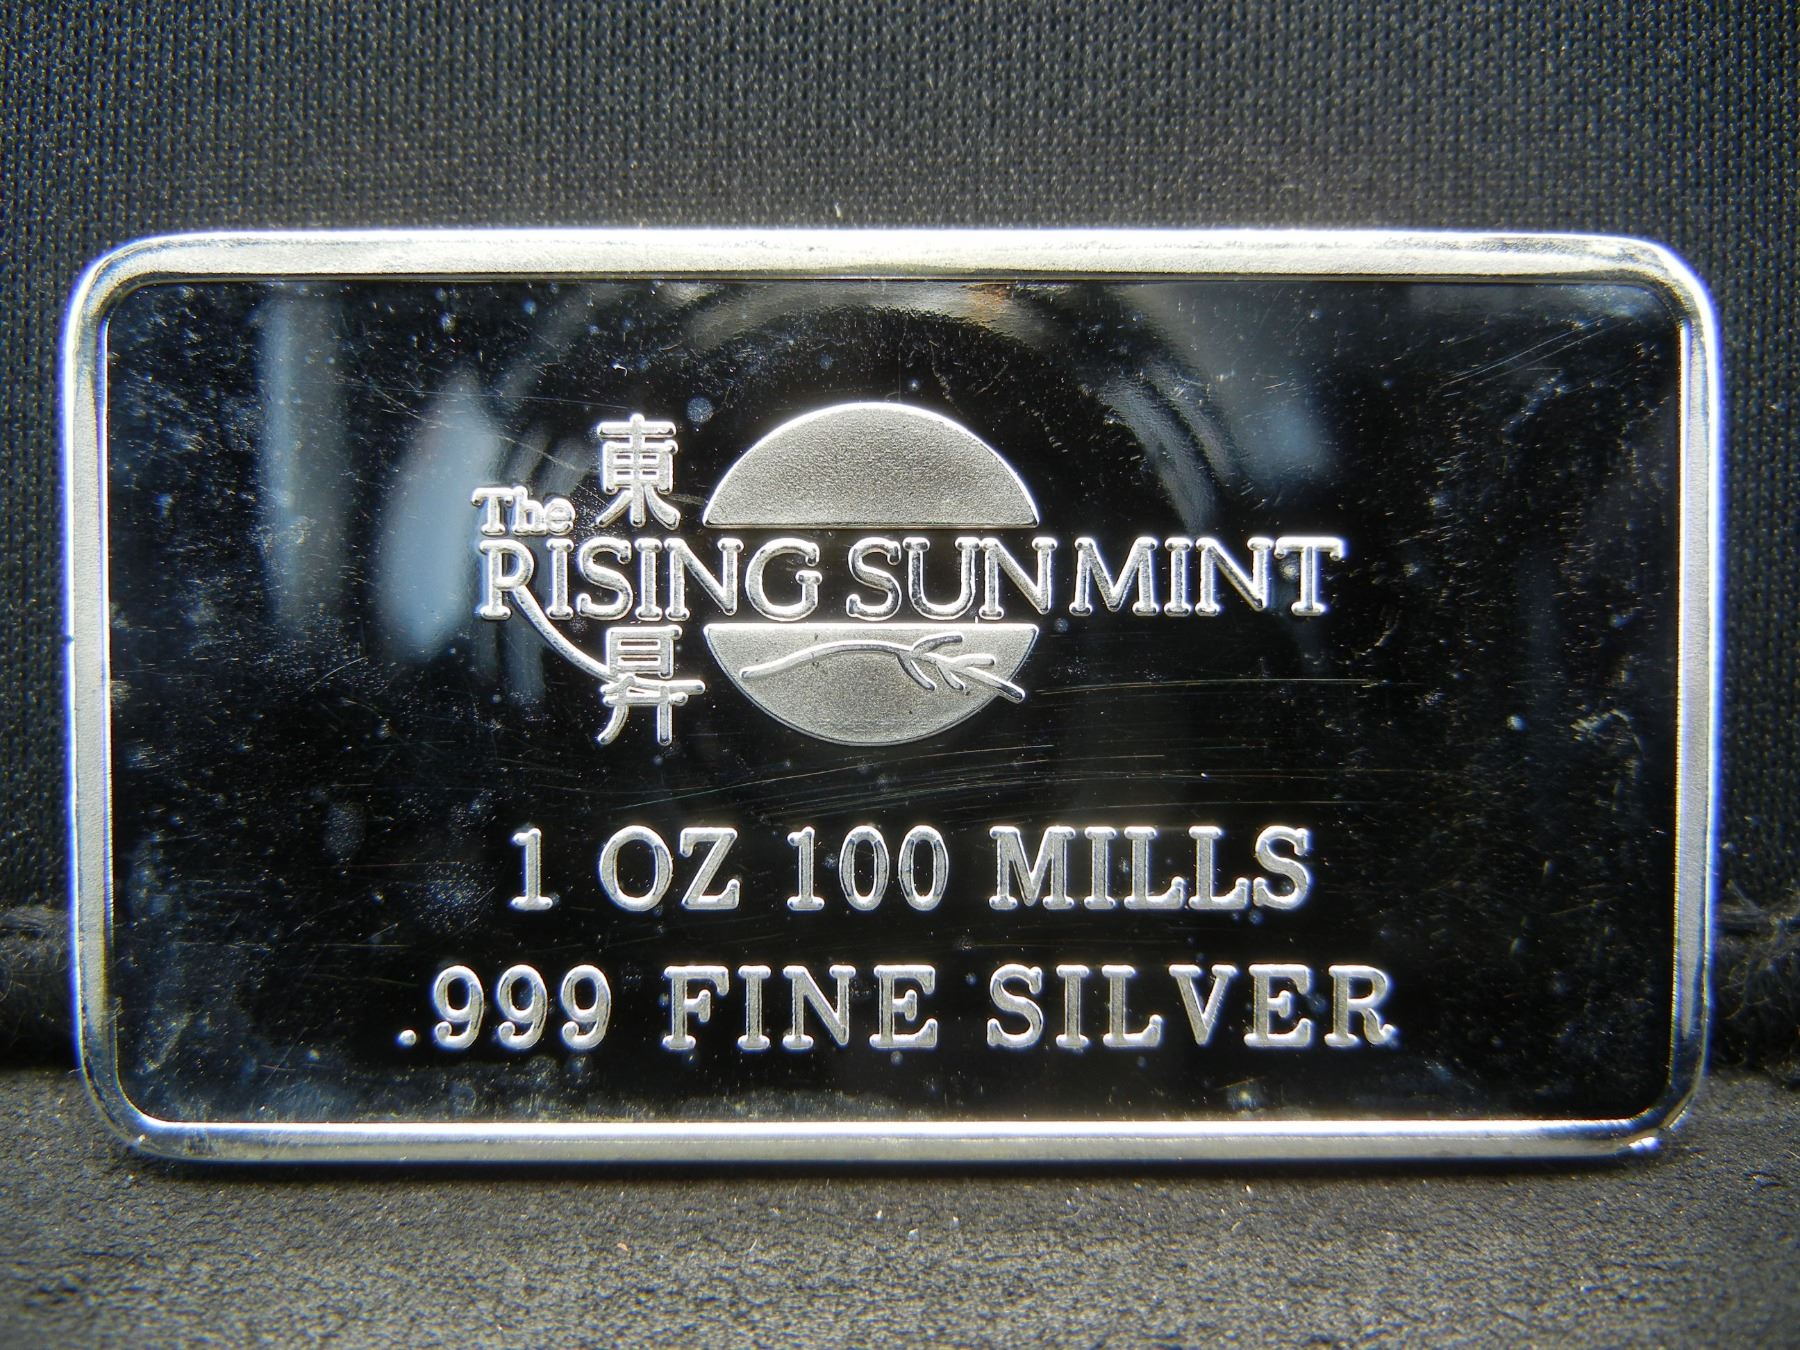 東昇
The
RISING SUN MINT
1 OZ 100 MILLS
.999 FINE SILVER